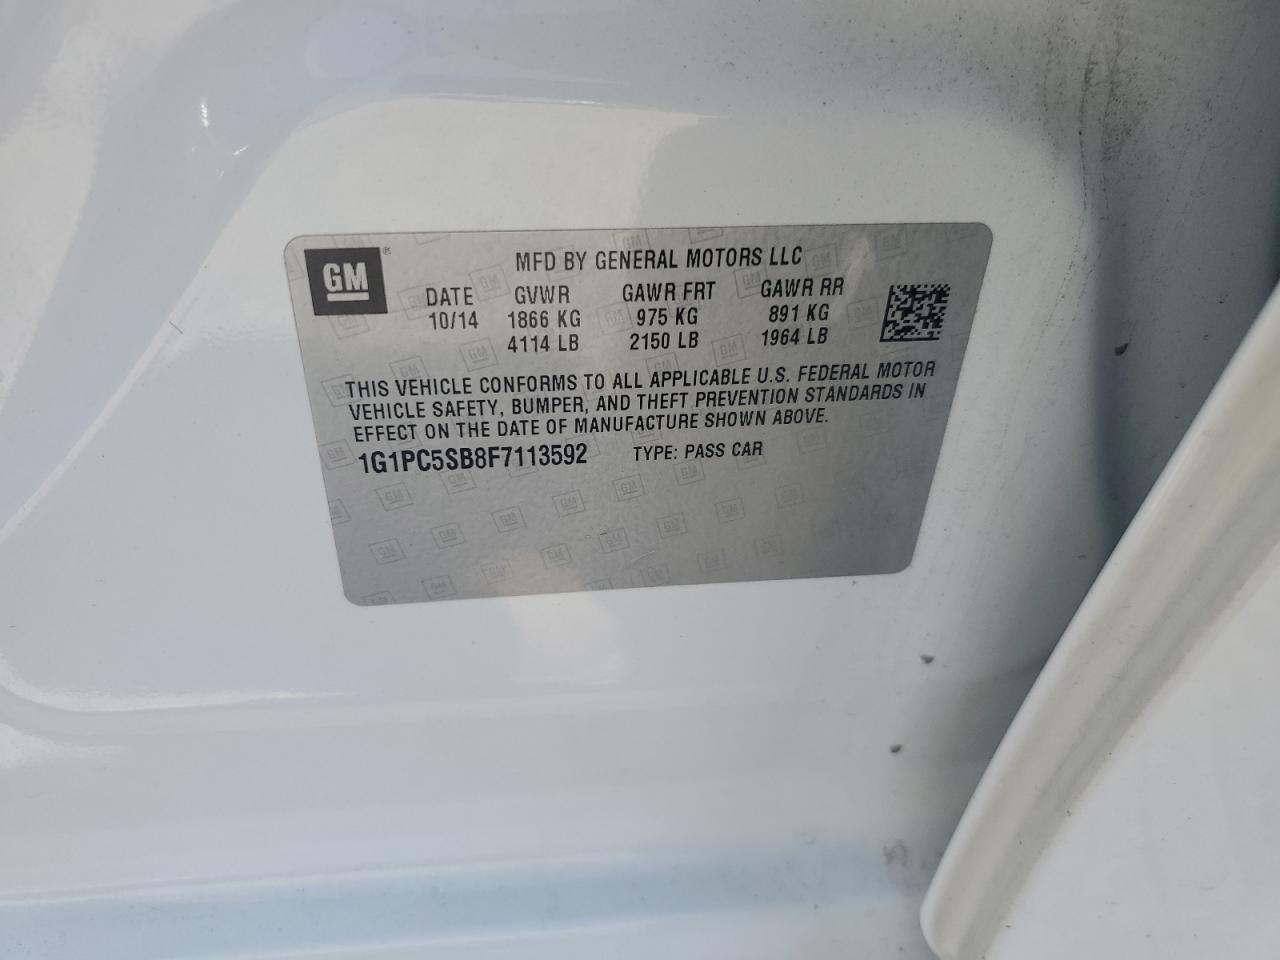 GM®
MFD BY GENERAL MOTORS LLC
DATE GVWR GAWR FRT GAWR RR
10/14 1866 KG 975 KG 891 KG
4114 LB 2150 LB 1964 LB
THIS VEHICLE CONFORMS TO ALL APPLICABLE U.S. FEDERAL MOTOR
VEHICLE SAFETY, BUMPER, AND THEFT PREVENTION STANDARDS IN
EFFECT ON THE DATE OF MANUFACTURE SHOWN ABOVE.
1G1PC5SB8F7113592 TYPE: PASS CAR